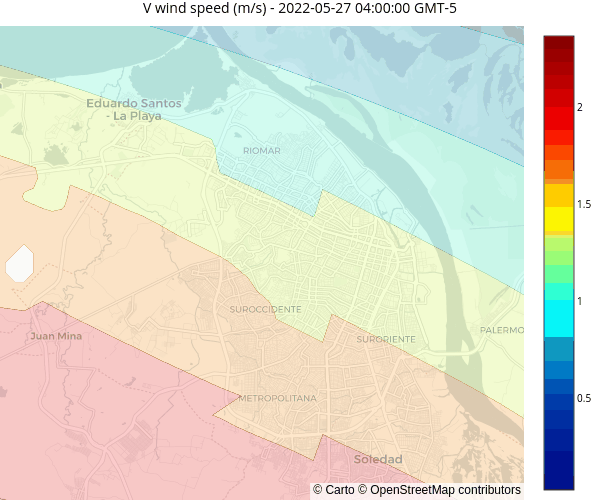 V wind speed (m/s) - 2022-05-27 04:00:00 GMT-5
Eduardo Santos
- La Playa
RIOMAR
SUROCCIDENTE
Juan Mina
SURORIENTE
PALERMO
METROPOLITANA
Soledad
© Carto © OpenStreetMap contributors
2
1.5
1
0.5